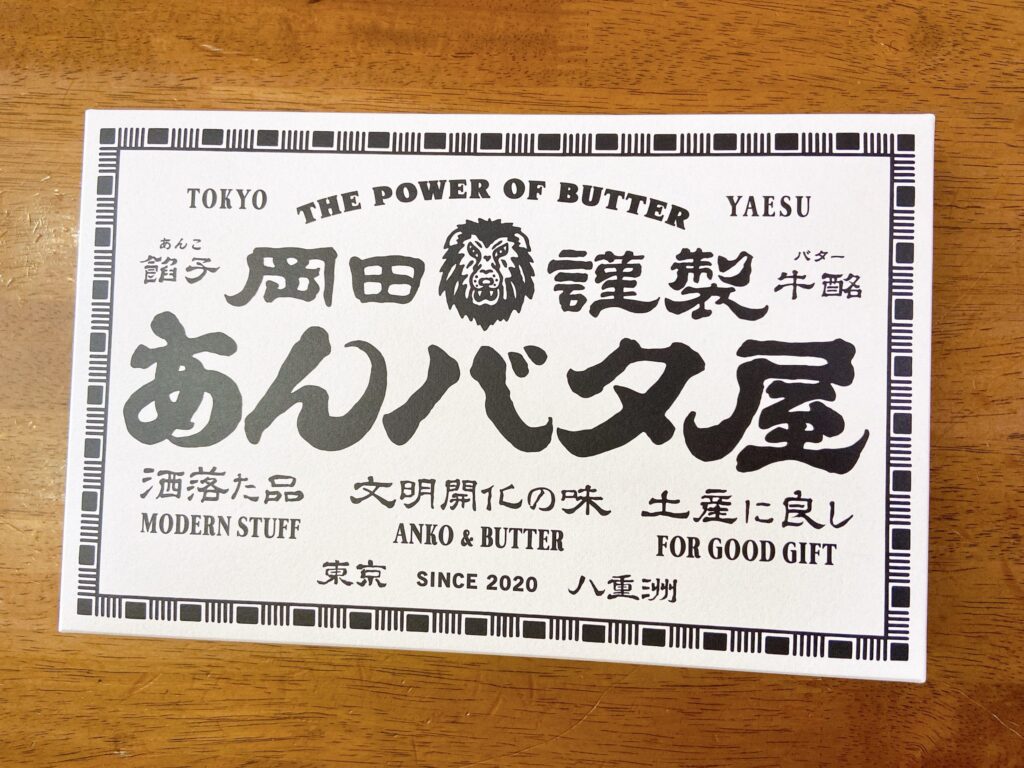 TOKYO THE POWER OF BUTTER YAESU
あんこ バター
餡子 岡田 謹製 牛酪
あんバタ屋
洒落た品 文明開化の味 土産に良し
MODERN STUFF ANKO & BUTTER FOR GOOD GIFT
東京 SINCE 2020 八重洲